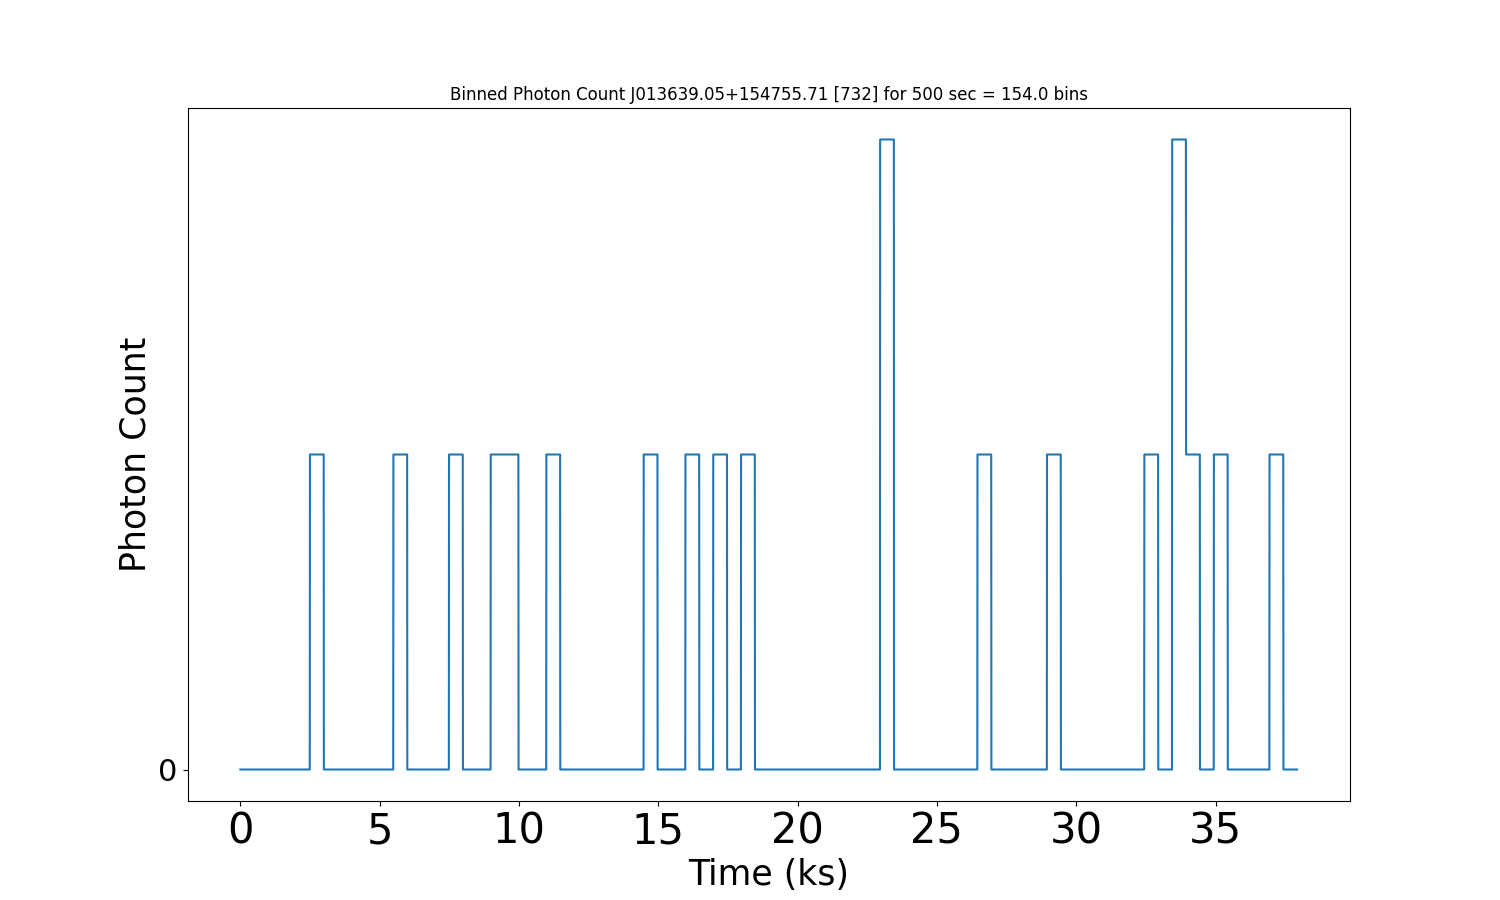 Binned Photon Count J013639.05+154755.71 [732] for 500 sec = 154.0 bins
Photon Count
0
0 5 10 15 20 25 30 35
Time (ks)